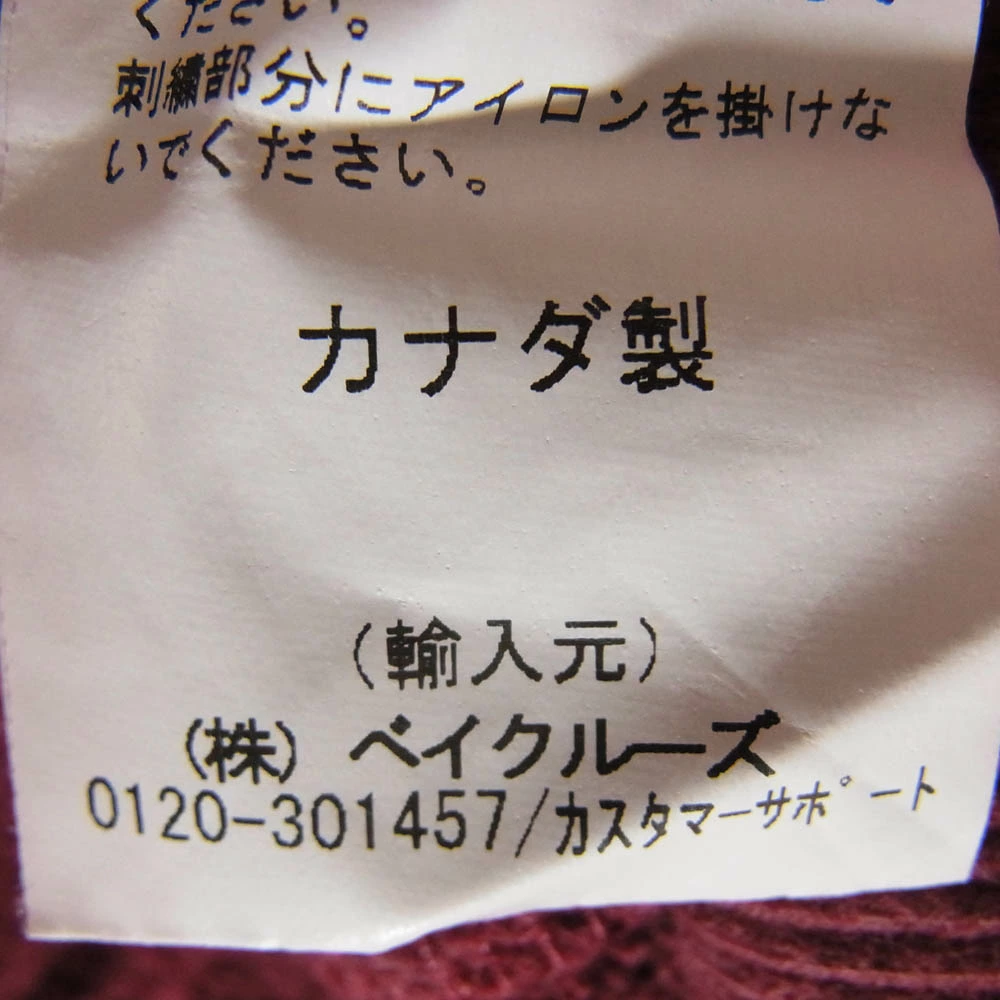 ください。
刺繍部分にアイロンを掛けな
いでください。
カナダ製
(輸入元)
(株) ベイクルーズ
0120-301457/カスタマーサポート